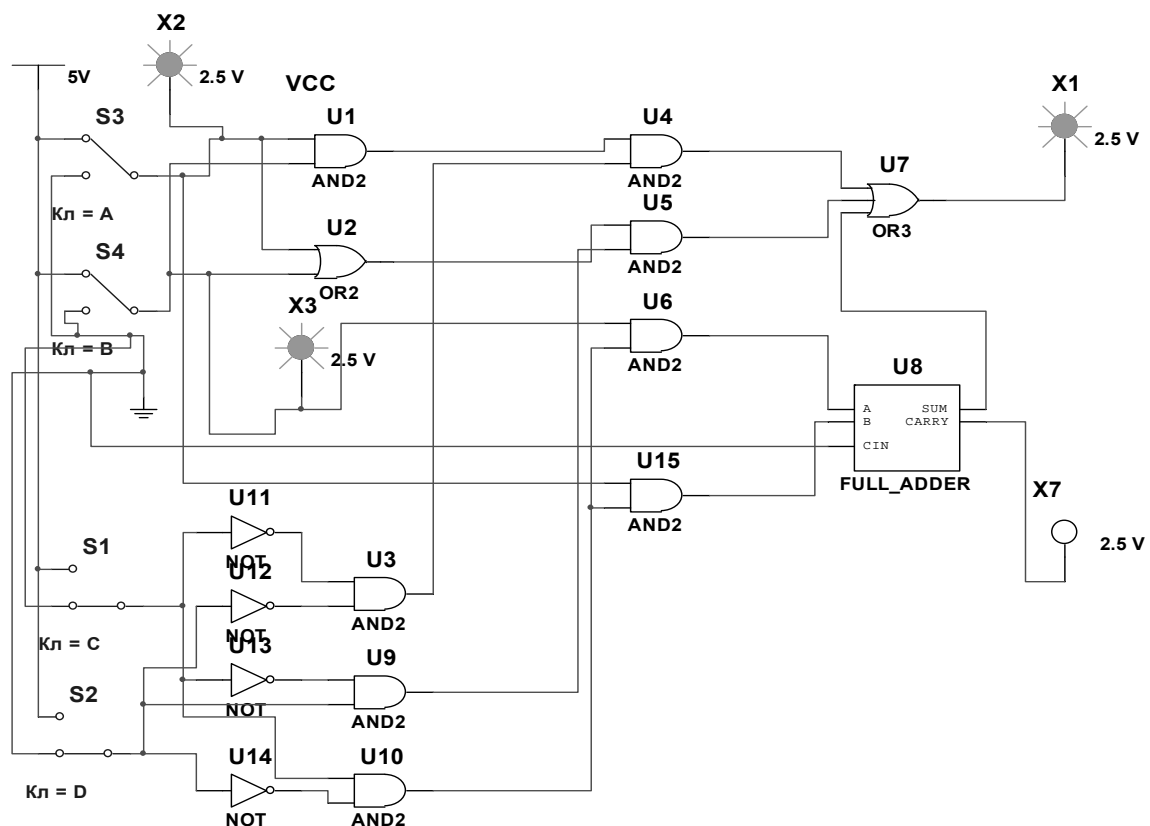 X2
2.5 V
5V
VCC
X1
2.5 V
S3
Кл = A
U1
AND2
U4
AND2
U7
OR3
S4
Кл = B
U2
OR2
U5
AND2
X3
2.5 V
U6
AND2
U8
A
B
CIN
SUM
CARRY
FULL_ADDER
U15
AND2
X7
2.5 V
S1
Кл = C
U11
NOT
U12
NOT
U3
AND2
U13
NOT
U9
AND2
S2
Кл = D
U14
NOT
U10
AND2